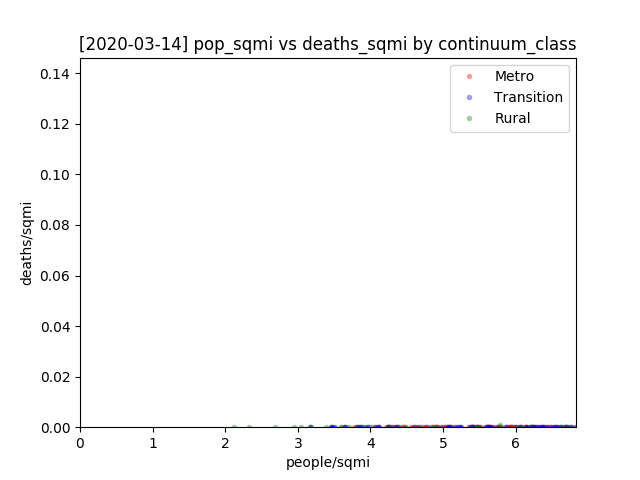 [2020-03-14] pop_sqmi vs deaths_sqmi by continuum_class
Metro
Transition
Rural
0.14
0.12
0.10
0.08
0.06
0.04
0.02
0.00
deaths/sqmi
0 1 2 3 4 5 6
people/sqmi